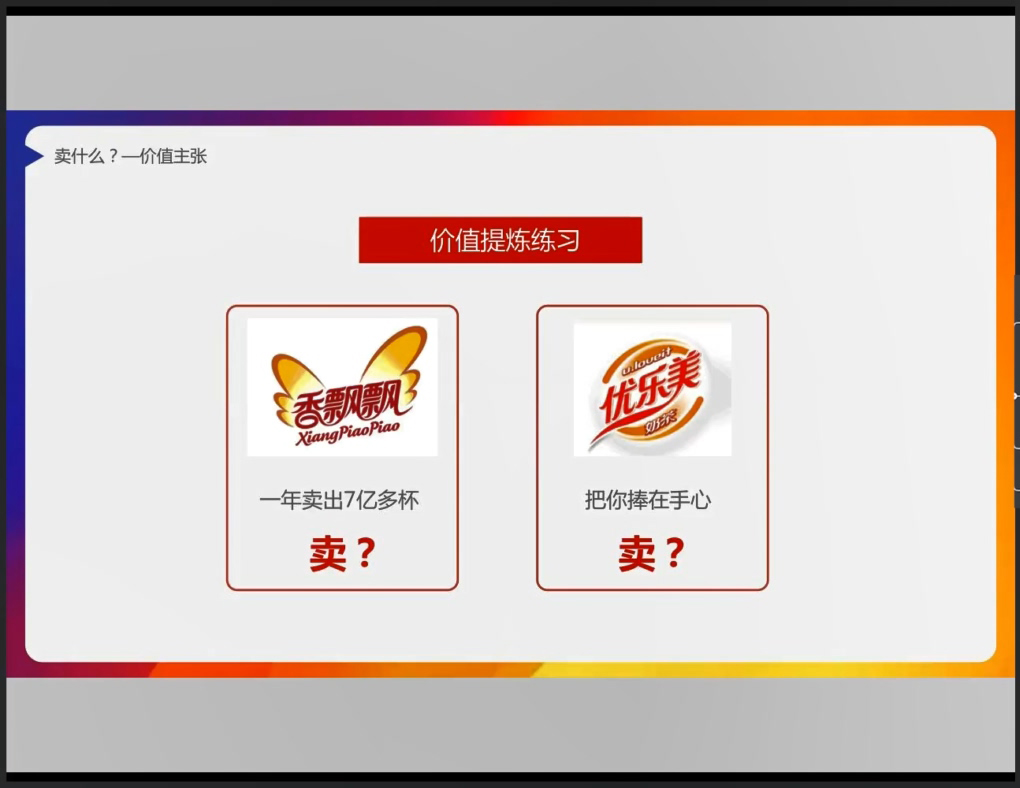 卖什么？—价值主张
价值提炼练习
香飘飘
XiangPiaoPiao
一年卖出7亿多杯
卖？
u.loveit
优乐美
奶茶
把你捧在手心
卖？